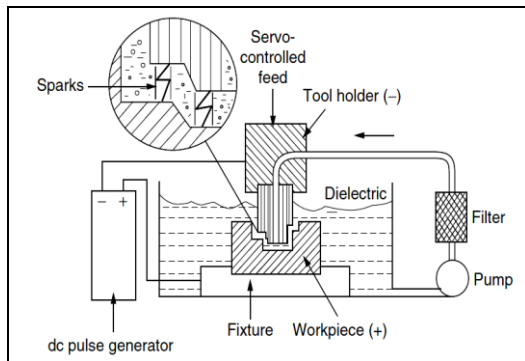 Servo-
controlled
feed
Sparks
Tool holder (−)
− +
Dielectric
Filter
Pump
Fixture
Workpiece (+)
dc pulse generator